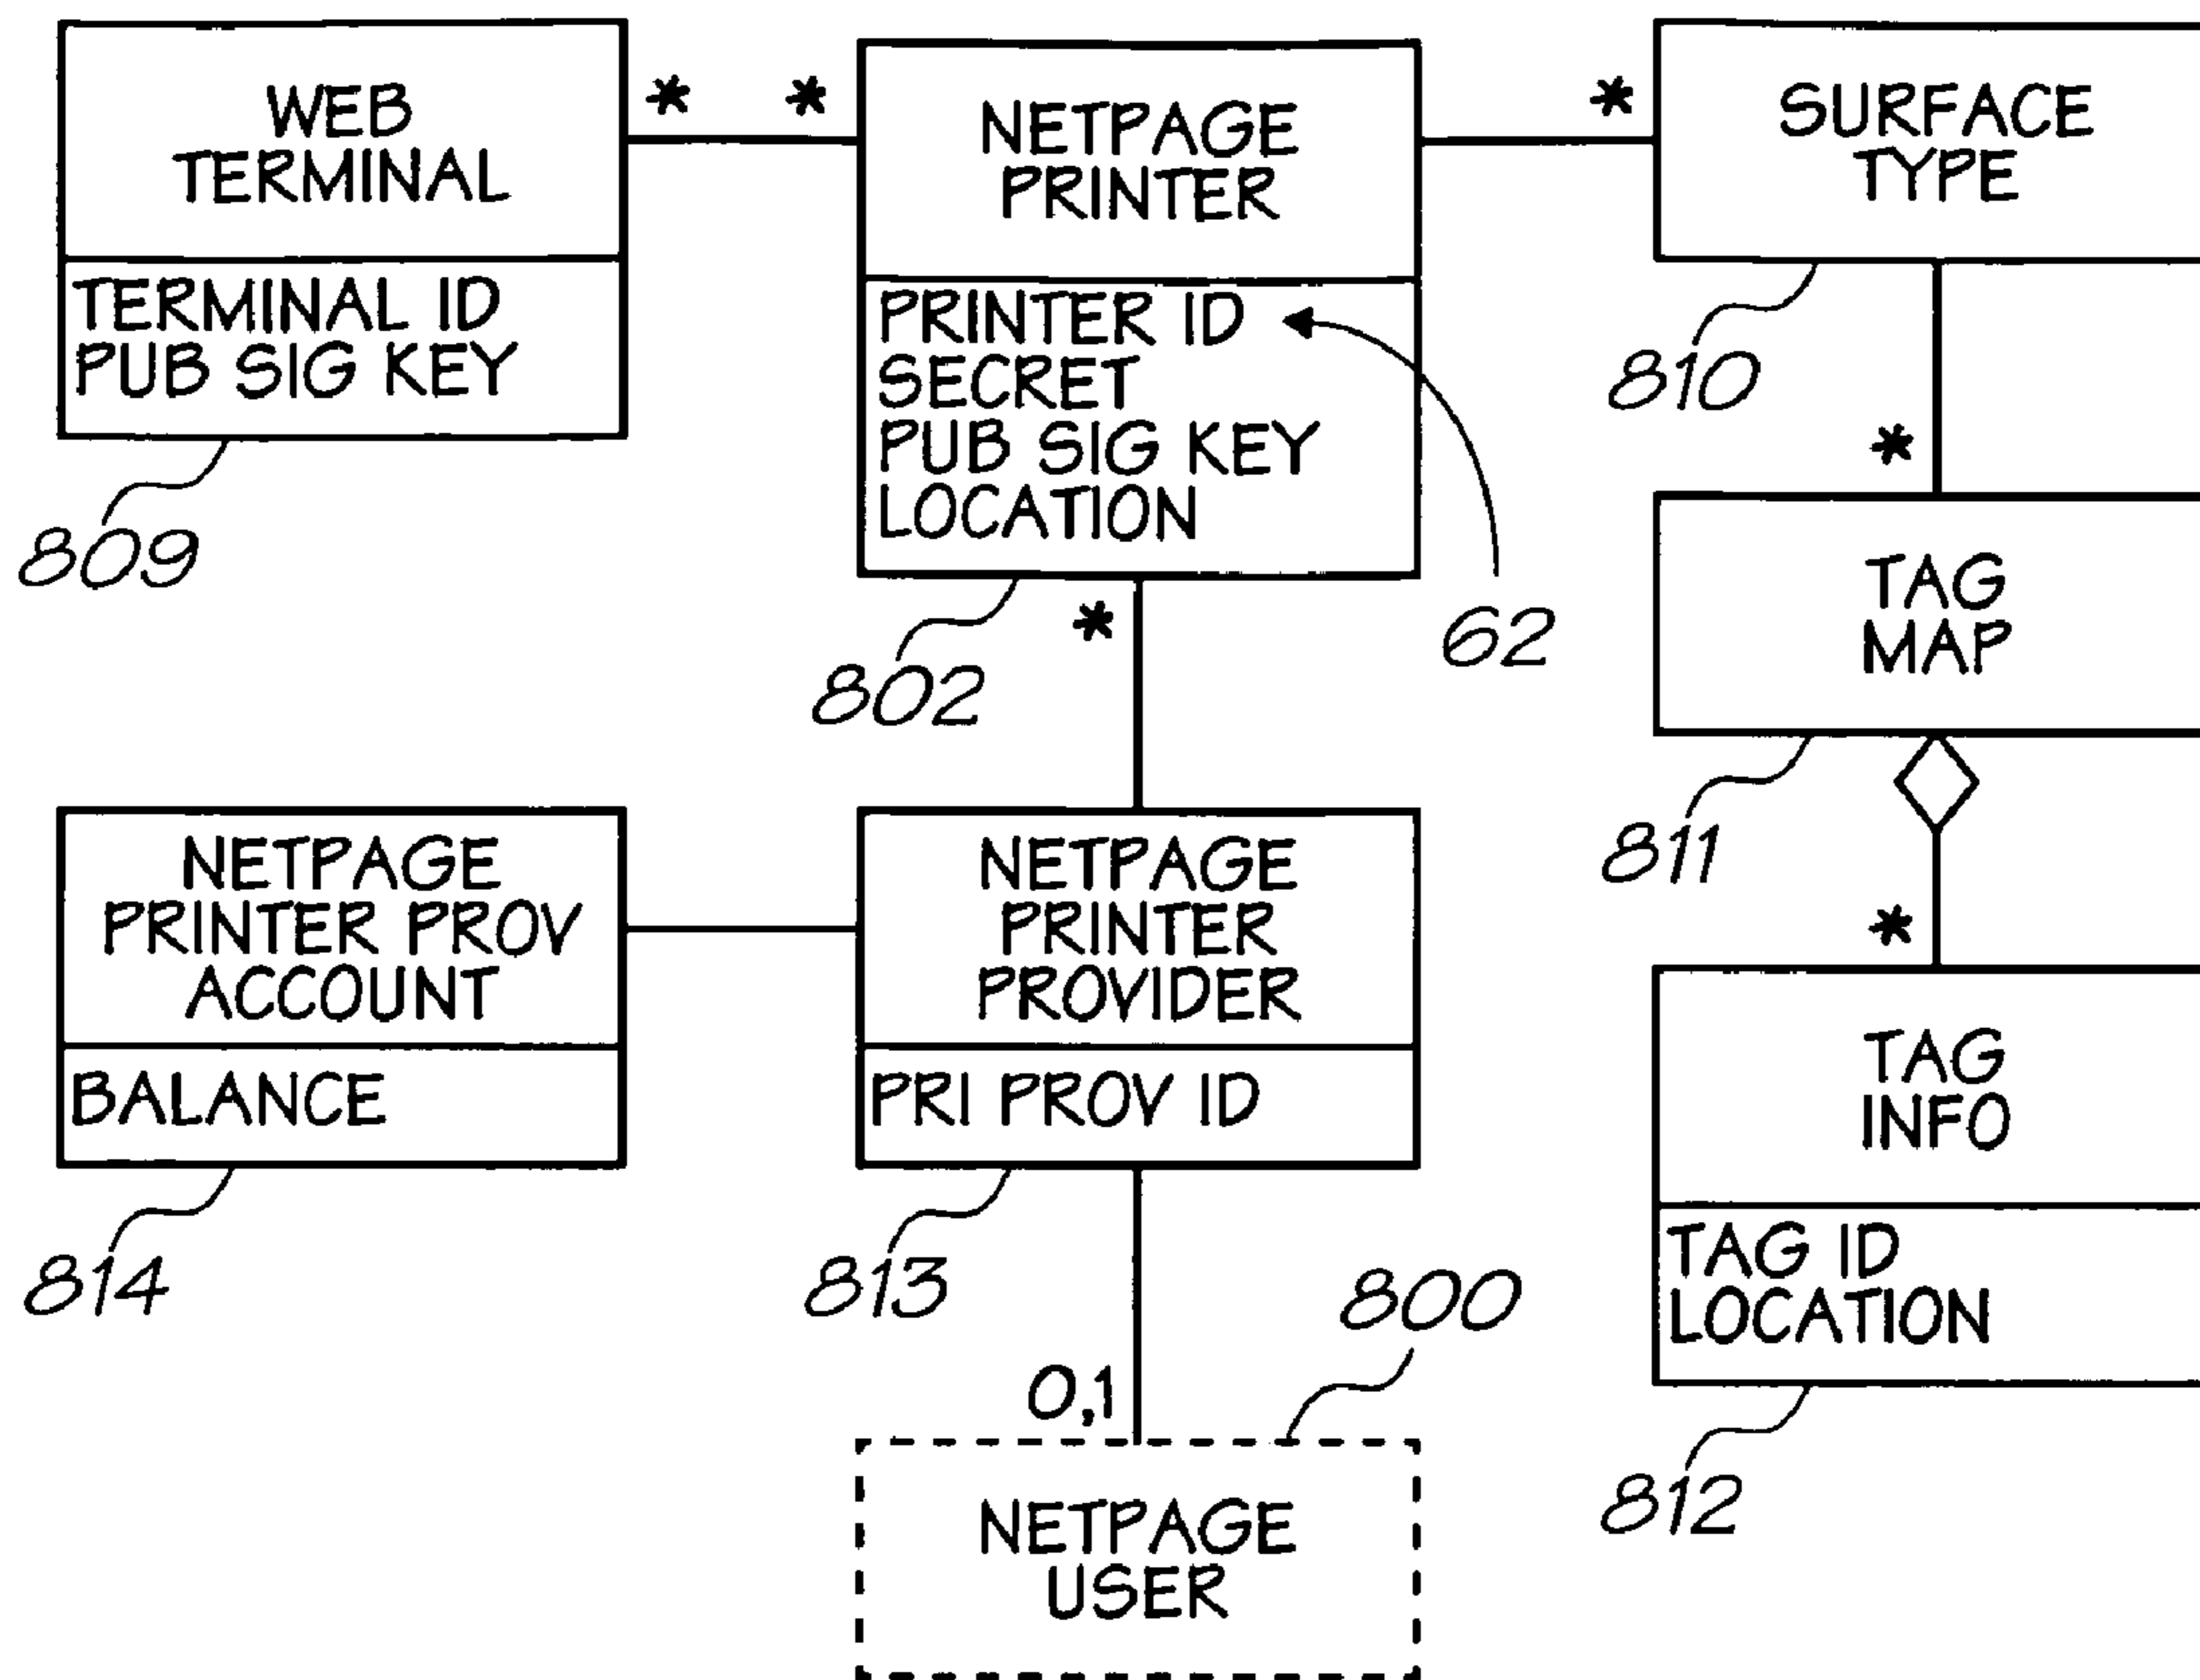 WEB
TERMINAL
TERMINAL ID
PUB SIG KEY
809
*
*
NETPAGE
PRINTER
PRINTER ID
SECRET
PUB SIG KEY
LOCATION
802
62
*
*
SURFACE
TYPE
810
*
TAG
MAP
811
*
NETPAGE
PRINTER PROV
ACCOUNT
BALANCE
814
NETPAGE
PRINTER
PROVIDER
PRI PROV ID
813
TAG
INFO
TAG ID
LOCATION
812
800
0,1
NETPAGE
USER